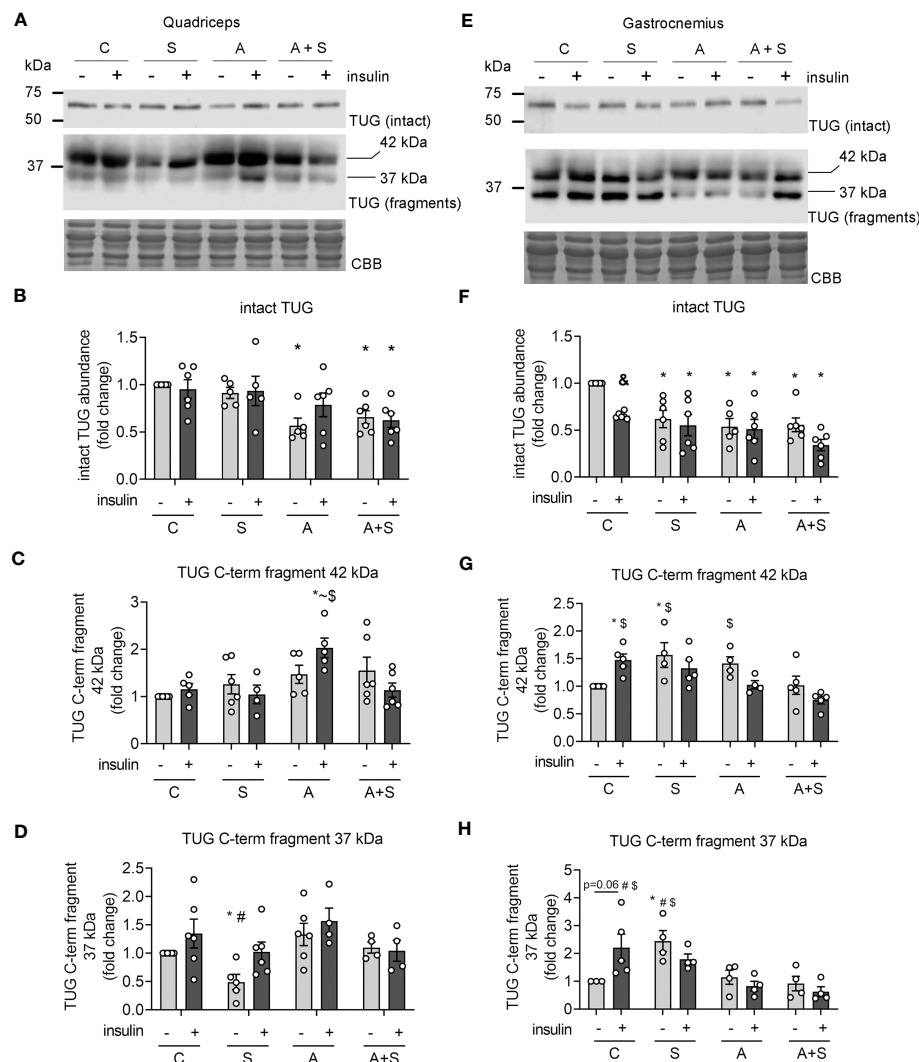 A
Quadriceps
C S A A + S
kDa
- + - + - + - + insulin
75
50
TUG (intact)
42 kDa
37
37 kDa
TUG (fragments)
CBB
B
intact TUG
intact TUG abundance
(fold change)
1.5
1.0
0.5
0.0
* * *
insulin - + - + - + - +
C S A A+S
C
TUG C-term fragment 42 kDa
TUG C-term fragment
42 kDa
(fold change)
3
2
1
0
*~$
insulin - + - + - + - +
C S A A+S
D
TUG C-term fragment 37 kDa
TUG C-term fragment
37 kDa
(fold change)
2.5
2.0
1.5
1.0
0.5
0.0
* #
insulin - + - + - + - +
C S A A+S
E
Gastrocnemius
C S A A + S
kDa
- + - + - + - + insulin
75
50
TUG (intact)
42 kDa
37
37 kDa
TUG (fragments)
CBB
F
intact TUG
intact TUG abundance
(fold change)
1.5
1.0
0.5
0.0
& * * * * * *
insulin - + - + - + - +
C S A A+S
G
TUG C-term fragment 42 kDa
TUG C-term fragment
42 kDa
(fold change)
2.5
2.0
1.5
1.0
0.5
0.0
* $ * $ $
insulin - + - + - + - +
C S A A+S
H
TUG C-term fragment 37 kDa
TUG C-term fragment
37 kDa
(fold change)
5
4
3
2
1
0
p=0.06 # $ * # $
insulin - + - + - + - +
C S A A+S